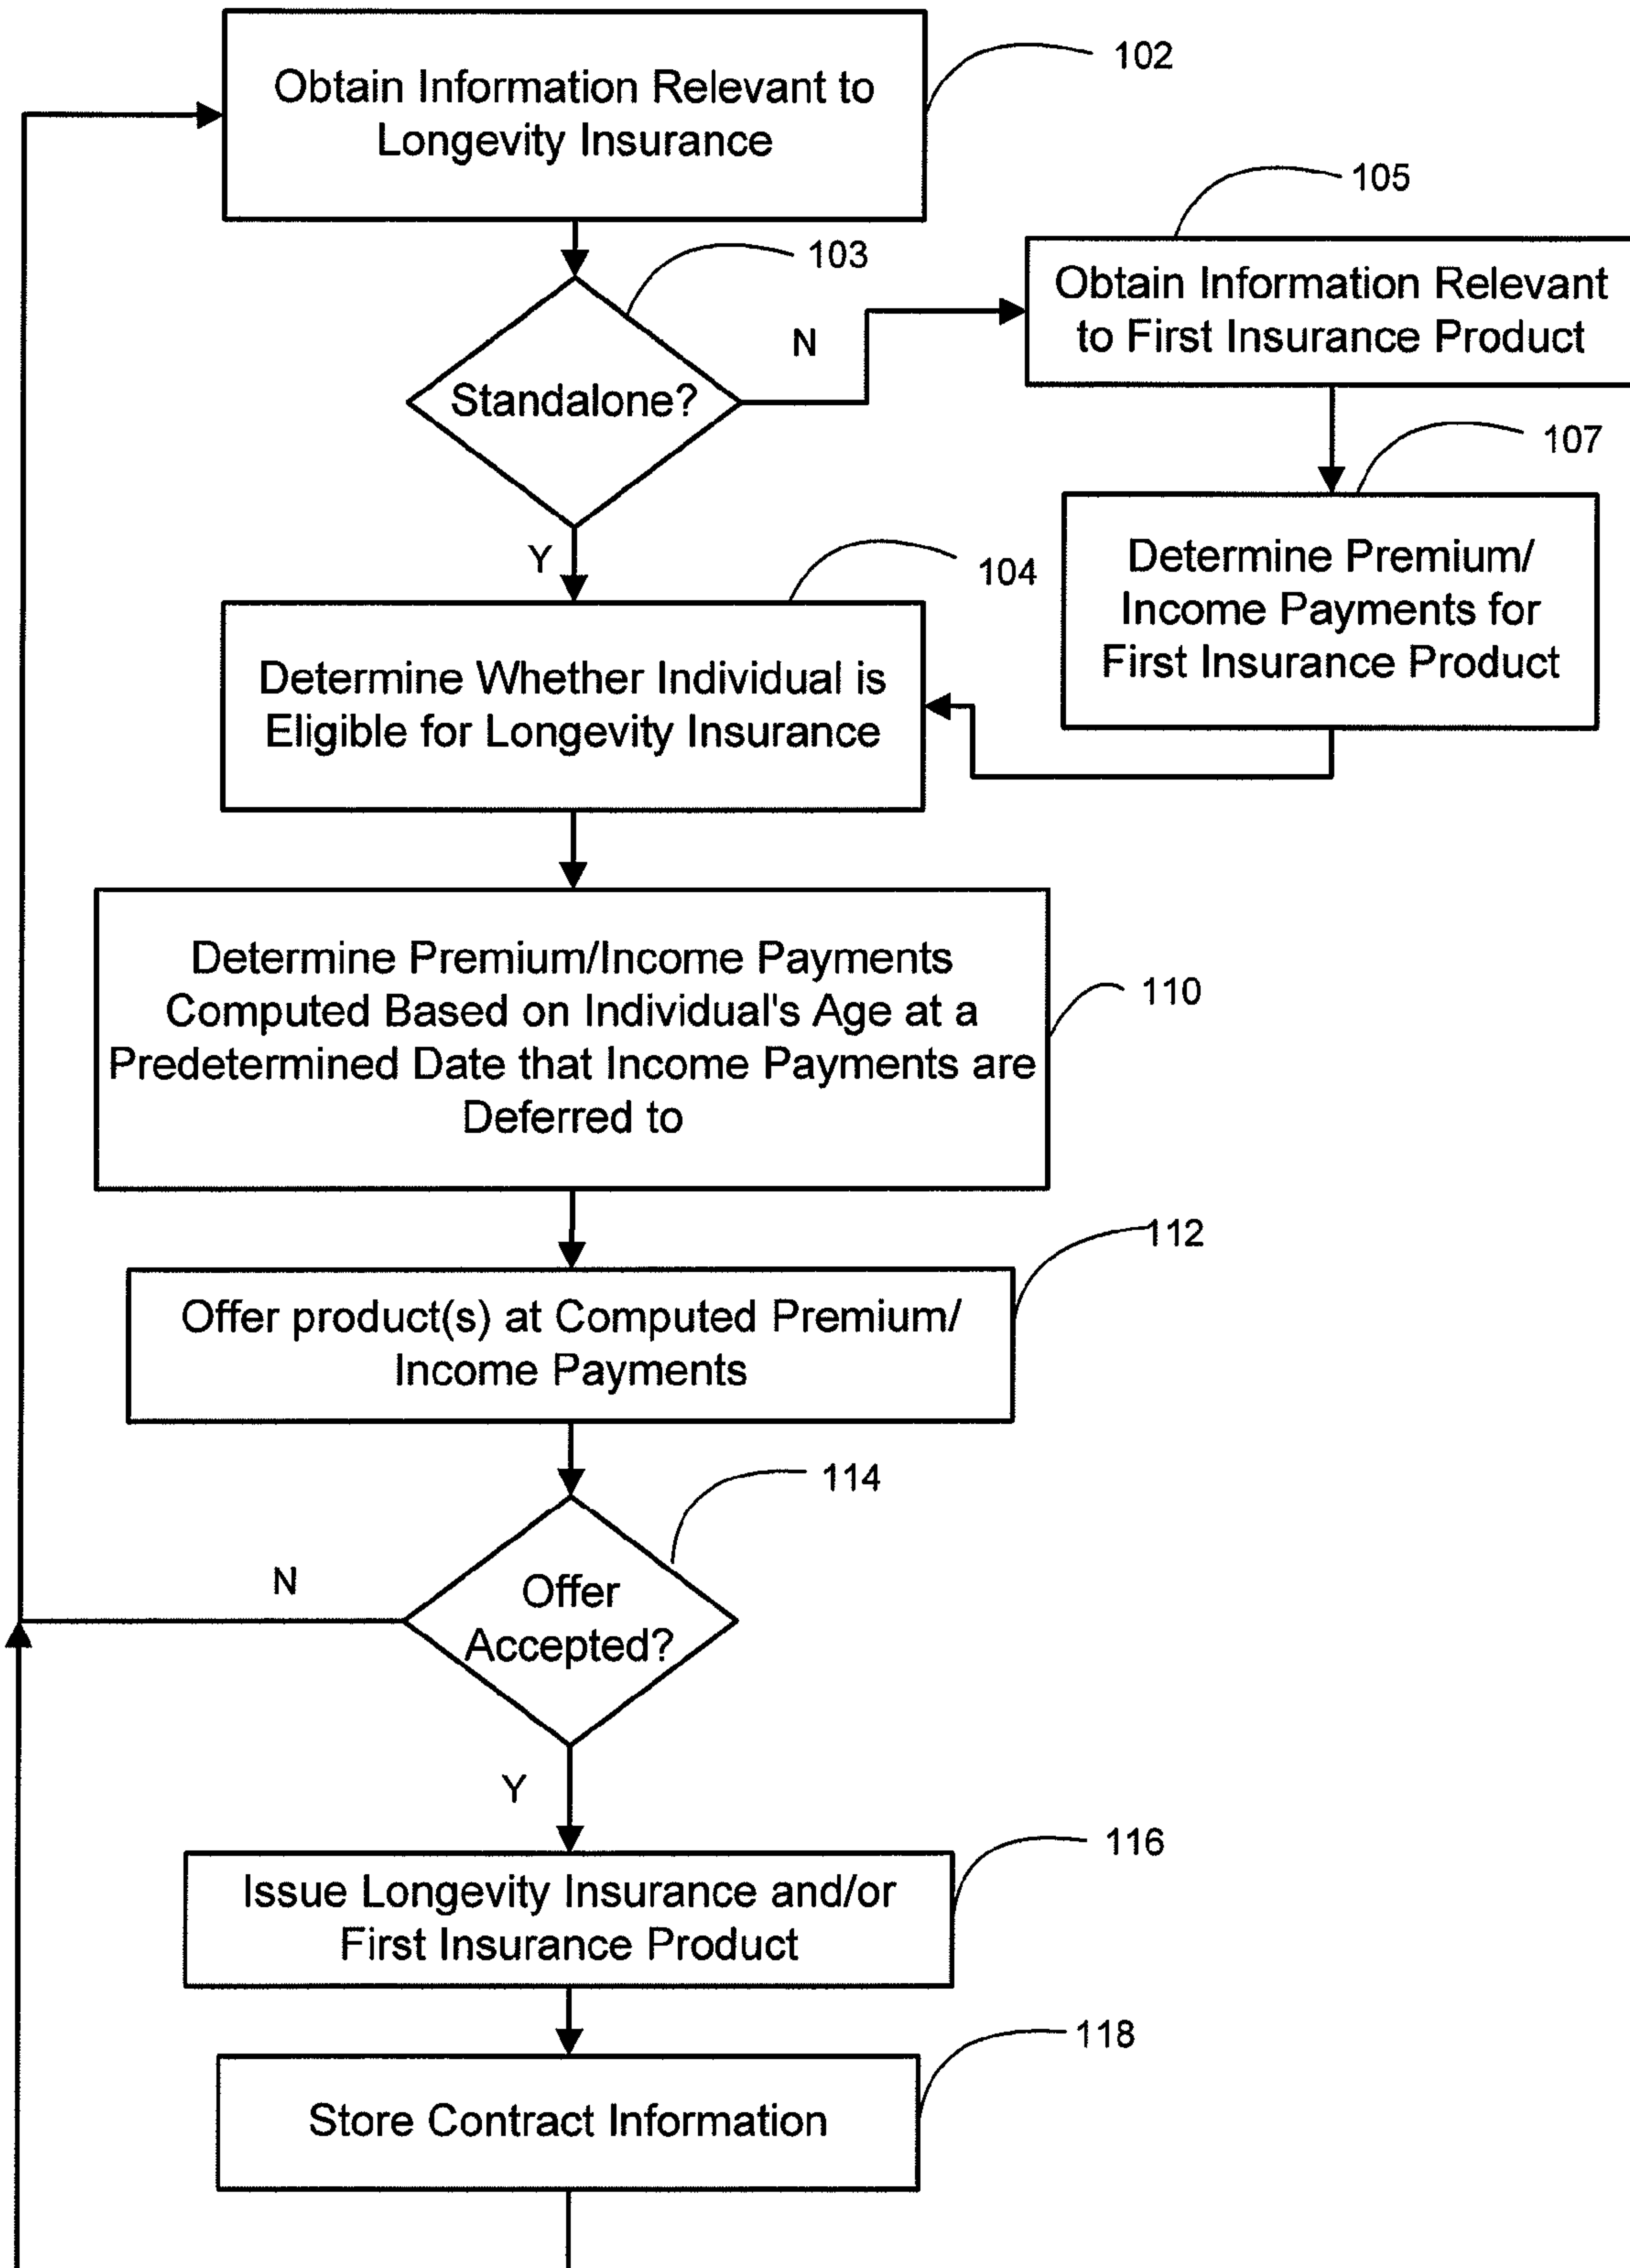 Obtain Information Relevant to
Longevity Insurance
102
105
103
Obtain Information Relevant
to First Insurance Product
N
Standalone?
107
Y
104
Determine Premium/
Income Payments for
First Insurance Product
Determine Whether Individual is
Eligible for Longevity Insurance
Determine Premium/Income Payments
Computed Based on Individual's Age at a
Predetermined Date that Income Payments are
Deferred to
110
112
Offer product(s) at Computed Premium/
Income Payments
114
N
Offer
Accepted?
Y
116
Issue Longevity Insurance and/or
First Insurance Product
118
Store Contract Information